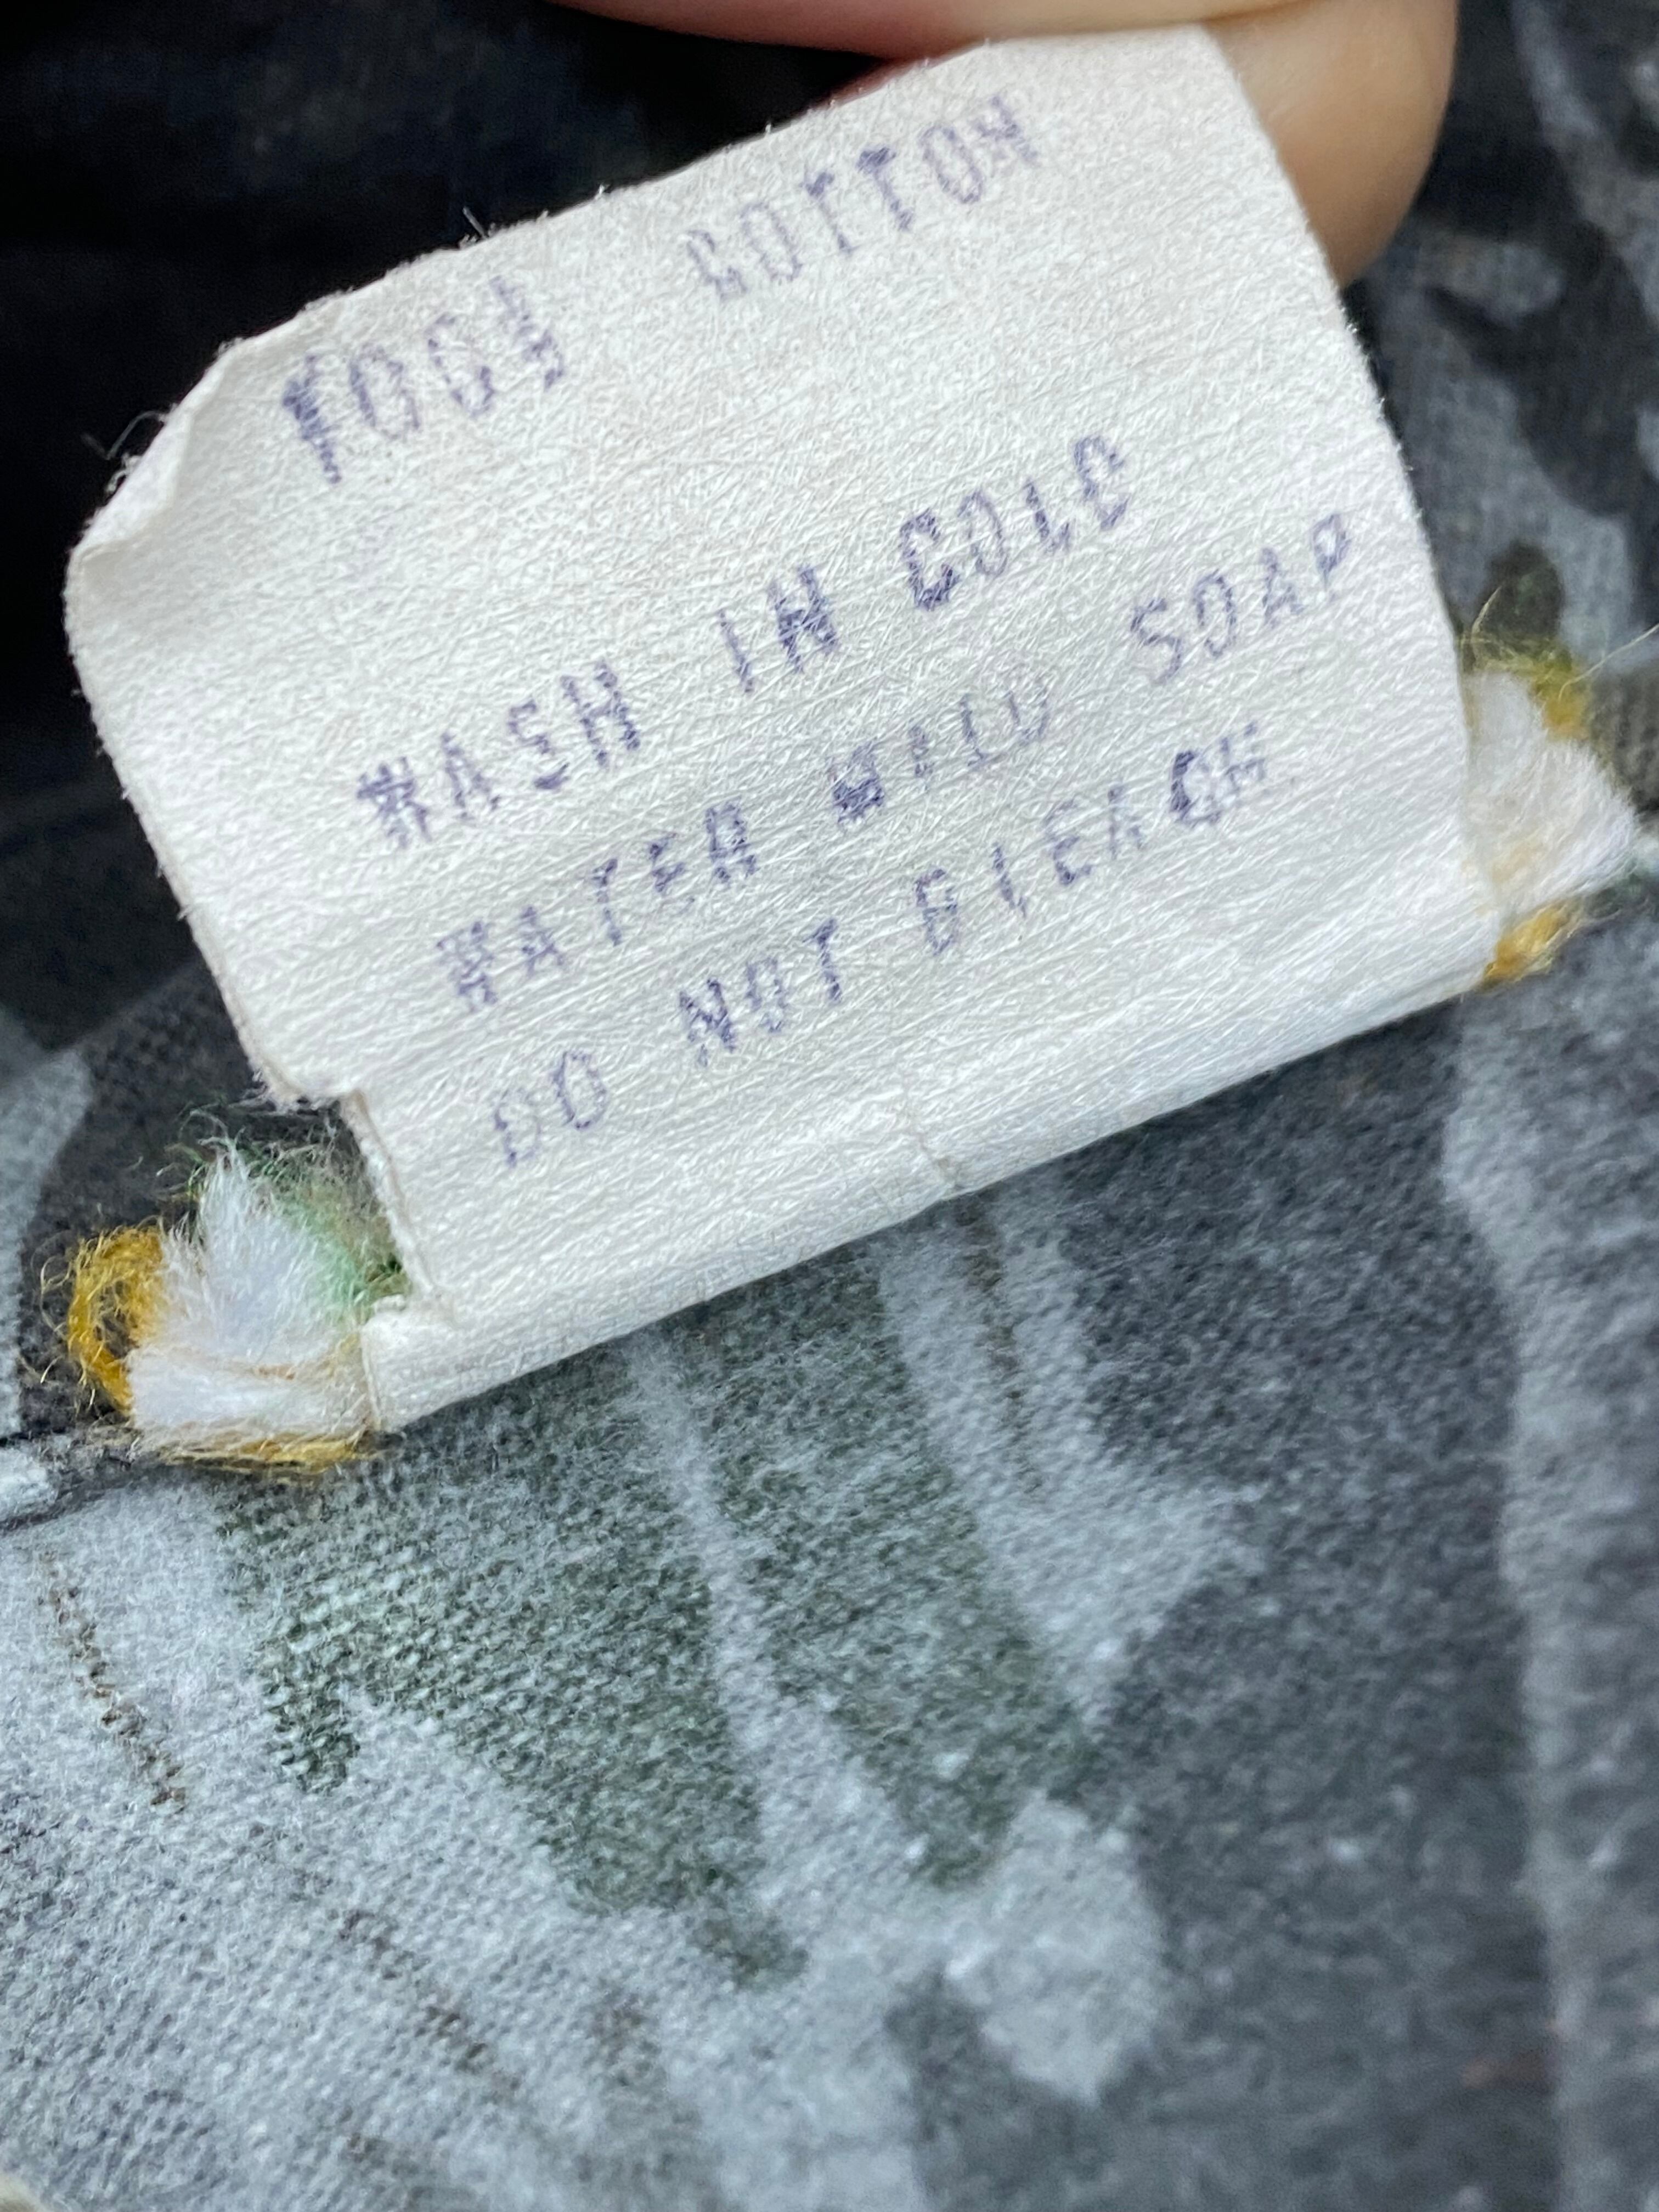 100% COTTON
WASH IN COLD
WATER MILD SOAP
DO NOT BLEACH